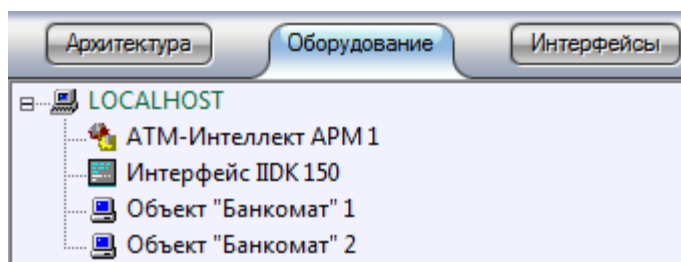 Архитектура Оборудование Интерфейсы
LOCALHOST
АТМ-Интеллект АРМ 1
Интерфейс IIDK 150
Объект "Банкомат" 1
Объект "Банкомат" 2